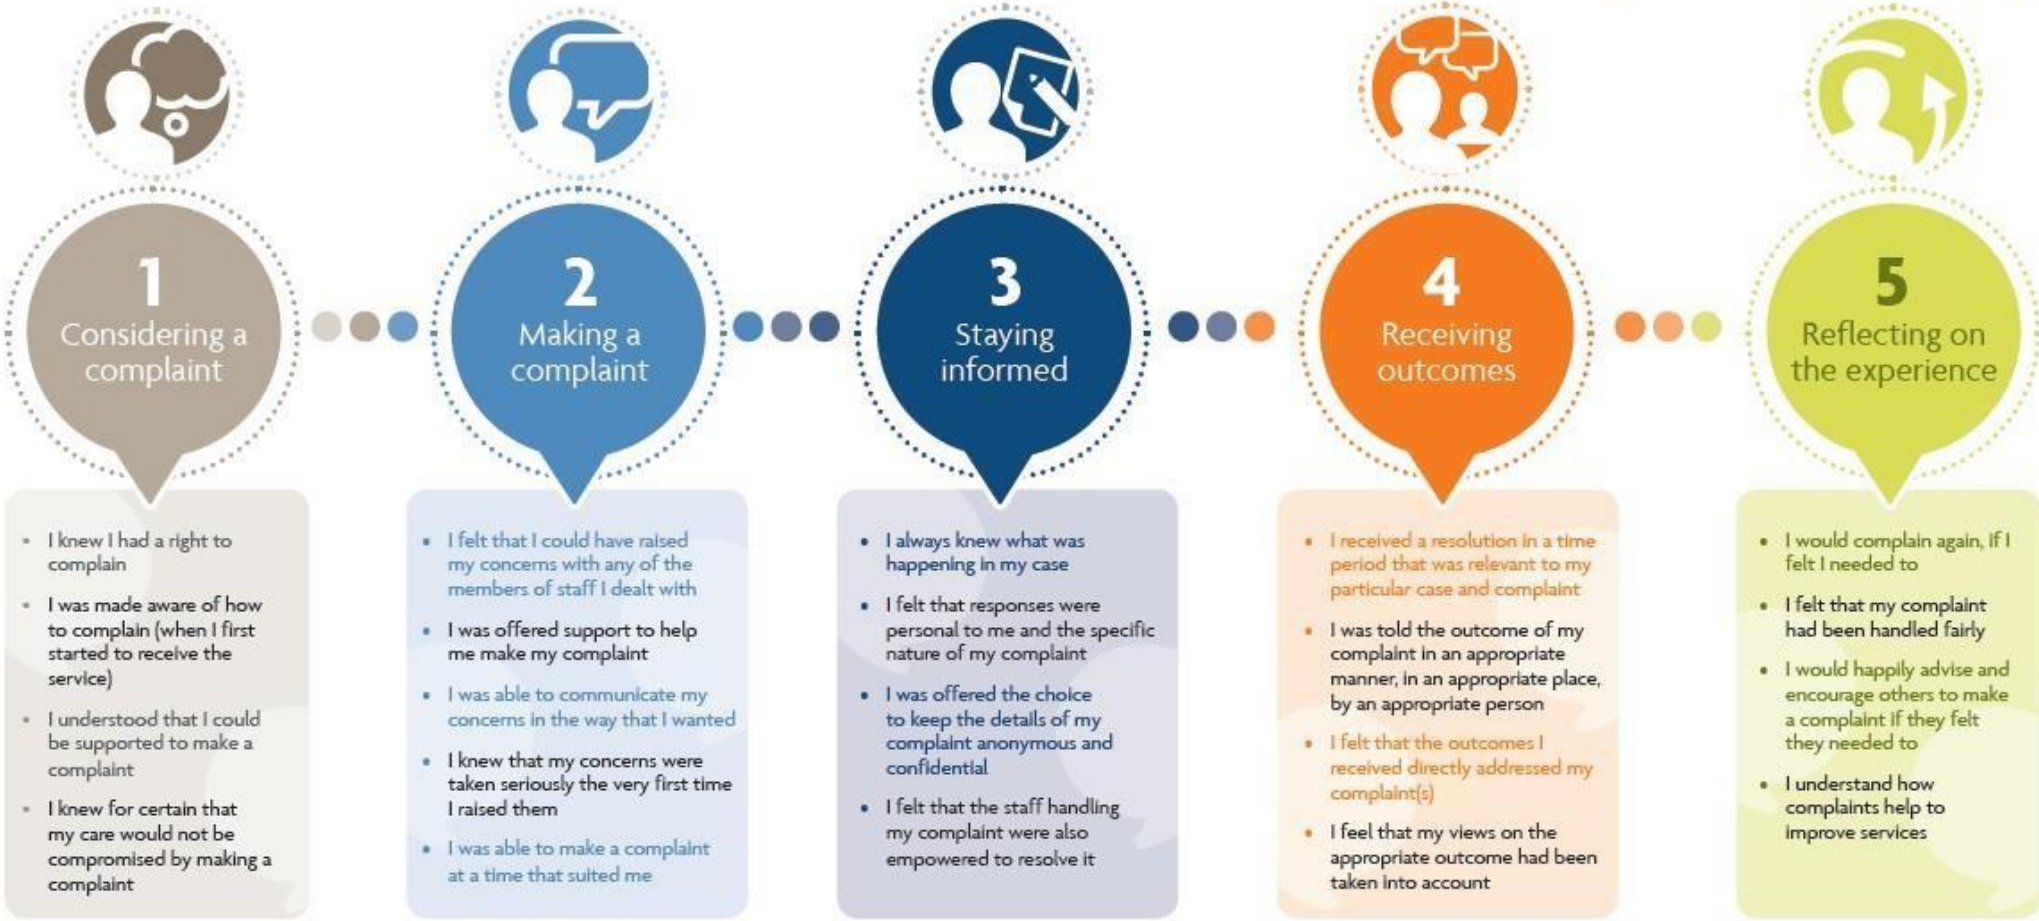 1
Considering a
complaint
• I knew I had a right to
complain
• I was made aware of how
to complain (when I first
started to receive the
service)
• I understood that I could
be supported to make a
complaint
• I knew for certain that
my care would not be
compromised by making a
complaint
2
Making a
complaint
• I felt that I could have raised
my concerns with any of the
members of staff I dealt with
• I was offered support to help
me make my complaint
• I was able to communicate my
concerns in the way that I wanted
• I knew that my concerns were
taken seriously the very first time
I raised them
• I was able to make a complaint
at a time that suited me
3
Staying
informed
• I always knew what was
happening in my case
• I felt that responses were
personal to me and the specific
nature of my complaint
• I was offered the choice
to keep the details of my
complaint anonymous and
confidential
• I felt that the staff handling
my complaint were also
empowered to resolve it
4
Receiving
outcomes
• I received a resolution in a time
period that was relevant to my
particular case and complaint
• I was told the outcome of my
complaint in an appropriate
manner, in an appropriate place,
by an appropriate person
• I felt that the outcomes I
received directly addressed my
complaint(s)
• I feel that my views on the
appropriate outcome had been
taken into account
5
Reflecting on
the experience
• I would complain again, if I
felt I needed to
• I felt that my complaint
had been handled fairly
• I would happily advise and
encourage others to make
a complaint if they felt
they needed to
• I understand how
complaints help to
improve services